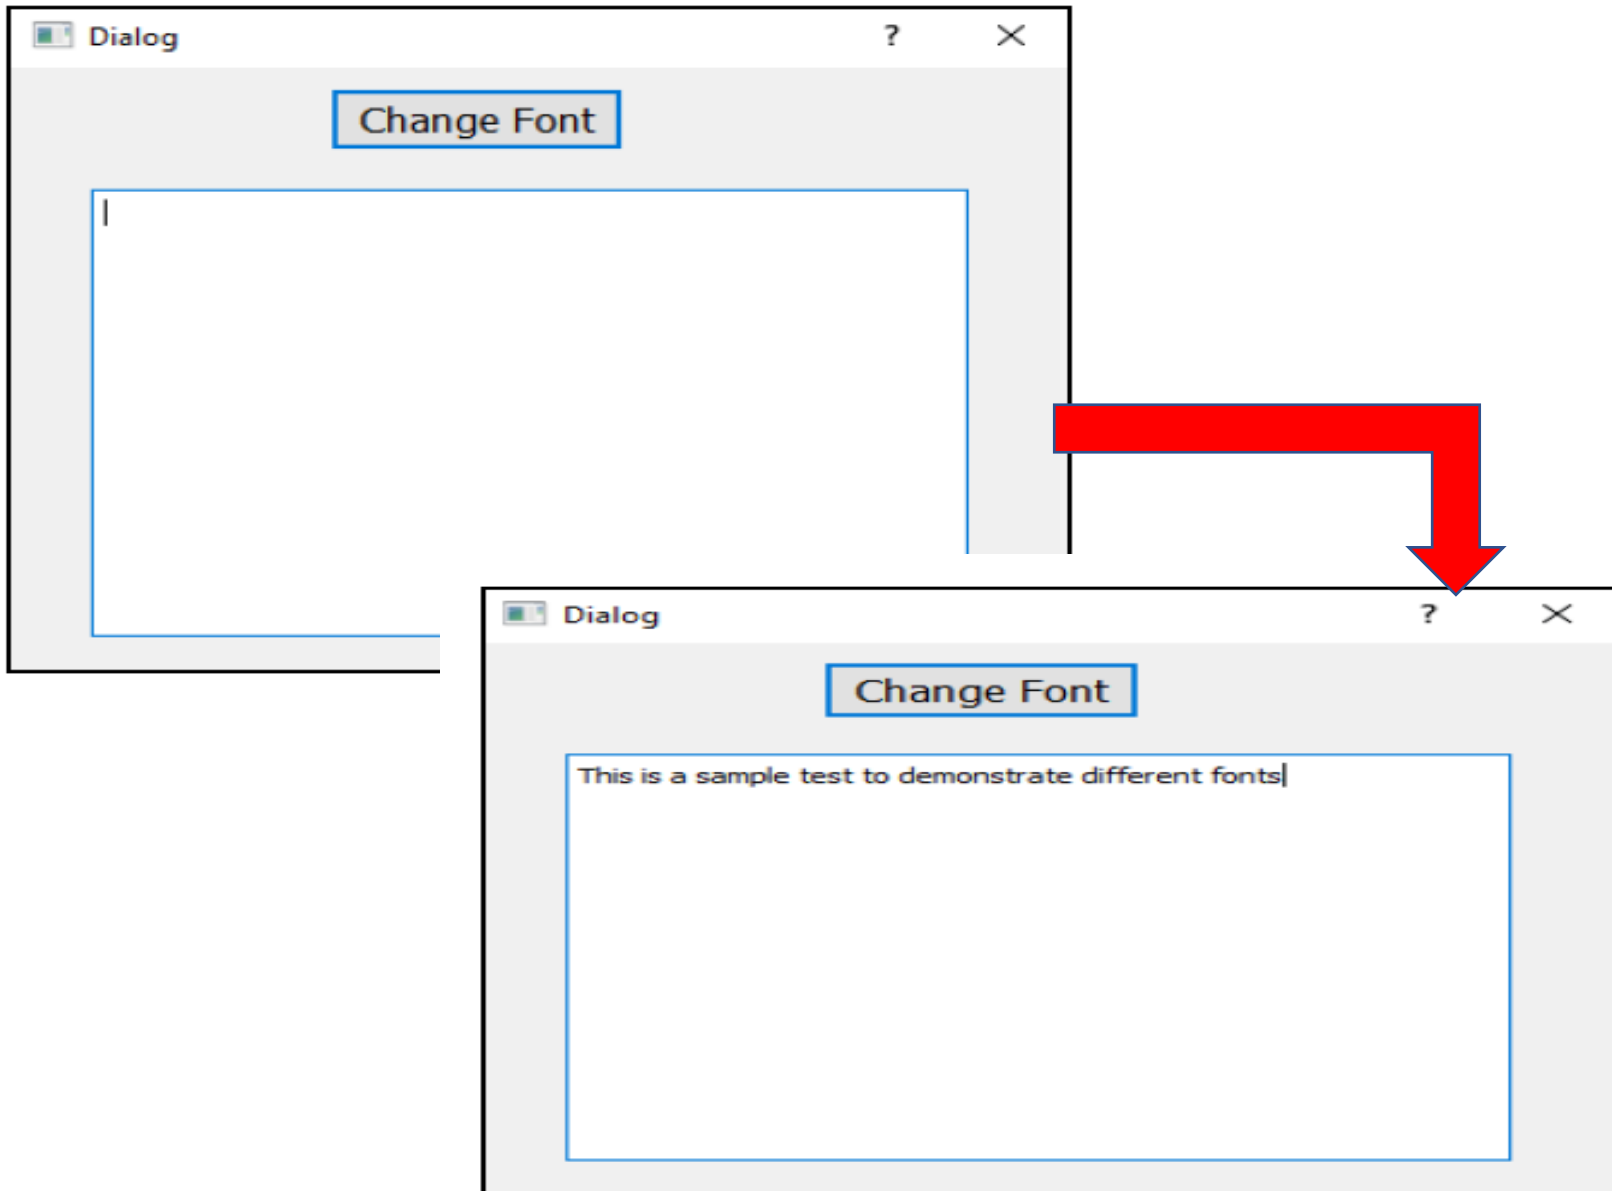 Dialog ?
Change Font
Dialog ?
Change Font
This is a sample test to demonstrate different fonts